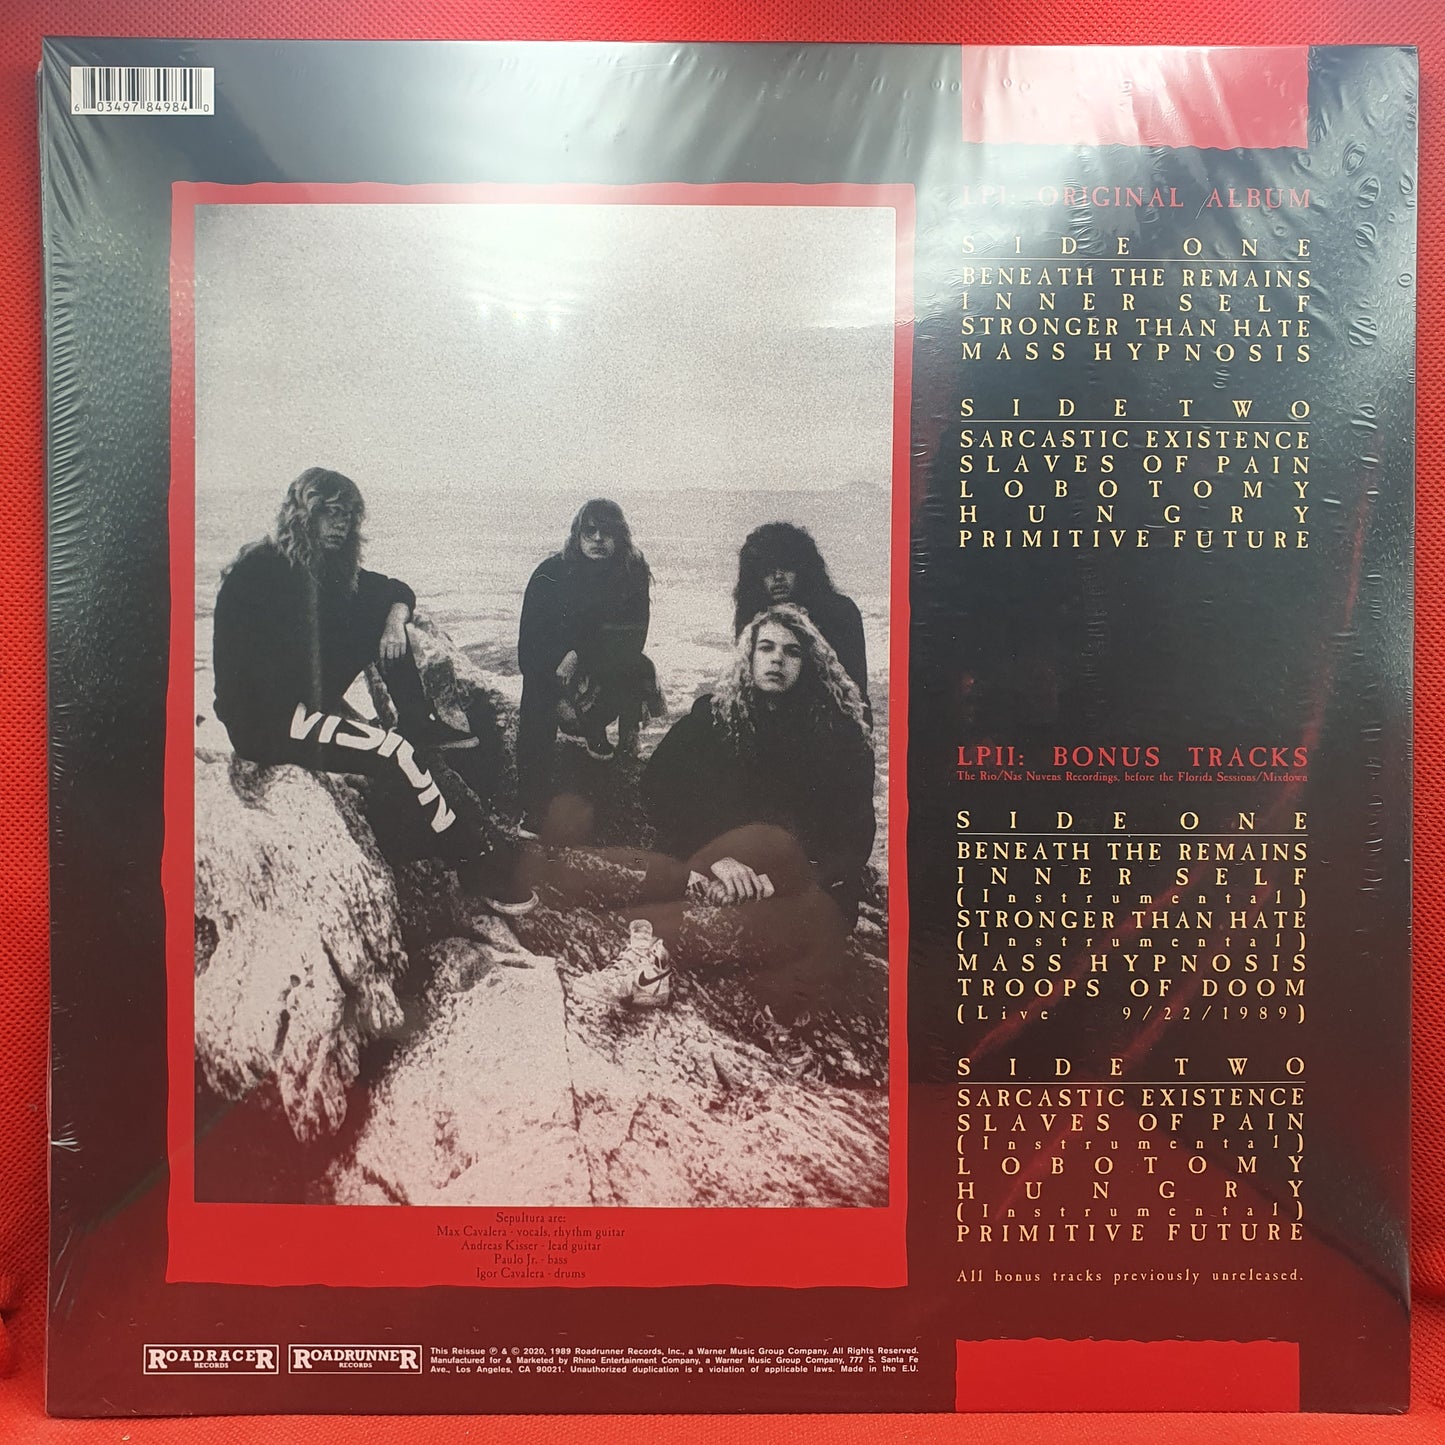 6 03497 84984 0
LPI: ORIGINAL ALBUM
SIDE ONE
BENEATH THE REMAINS
INNER SELF
STRONGER THAN HATE
MASS HYPNOSIS
SIDE TWO
SARCASTIC EXISTENCE
SLAVES OF PAIN
LOBOTOMY
HUNGRY
PRIMITIVE FUTURE
VISION
LPII: BONUS TRACKS
The Rio/Nas Nuvens Recordings, before the Florida Sessions/Mixdown
SIDE ONE
BENEATH THE REMAINS
INNER SELF
(Instrumental)
STRONGER THAN HATE
(Instrumental)
MASS HYPNOSIS
TROOPS OF DOOM
(Live 9/22/1989)
SIDE TWO
SARCASTIC EXISTENCE
SLAVES OF PAIN
(Instrumental)
LOBOTOMY
HUNGRY
(Instrumental)
PRIMITIVE FUTURE
All bonus tracks previously unreleased.
Sepultura are:
Max Cavalera - vocals, rhythm guitar
Andreas Kisser - lead guitar
Paulo Jr. - bass
Igor Cavalera - drums
ROADRACER
RECORDS
ROADRUNNER
RECORDS
This Reissue ℗ & © 2020, 1989 Roadrunner Records, Inc., a Warner Music Group Company. All Rights Reserved.
Manufactured for & Marketed by Rhino Entertainment Company, a Warner Music Group Company, 777 S. Santa Fe
Ave., Los Angeles, CA 90021. Unauthorized duplication is a violation of applicable laws. Made in the E.U.